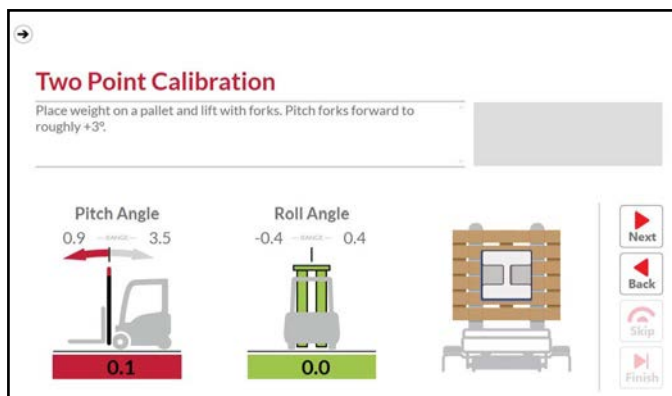 Two Point Calibration
Place weight on a pallet and lift with forks. Pitch forks forward to
roughly +3°.
Pitch Angle
0.9 RANGE 3.5
0.1
Roll Angle
-0.4 RANGE 0.4
0.0
Next
Back
Skip
Finish